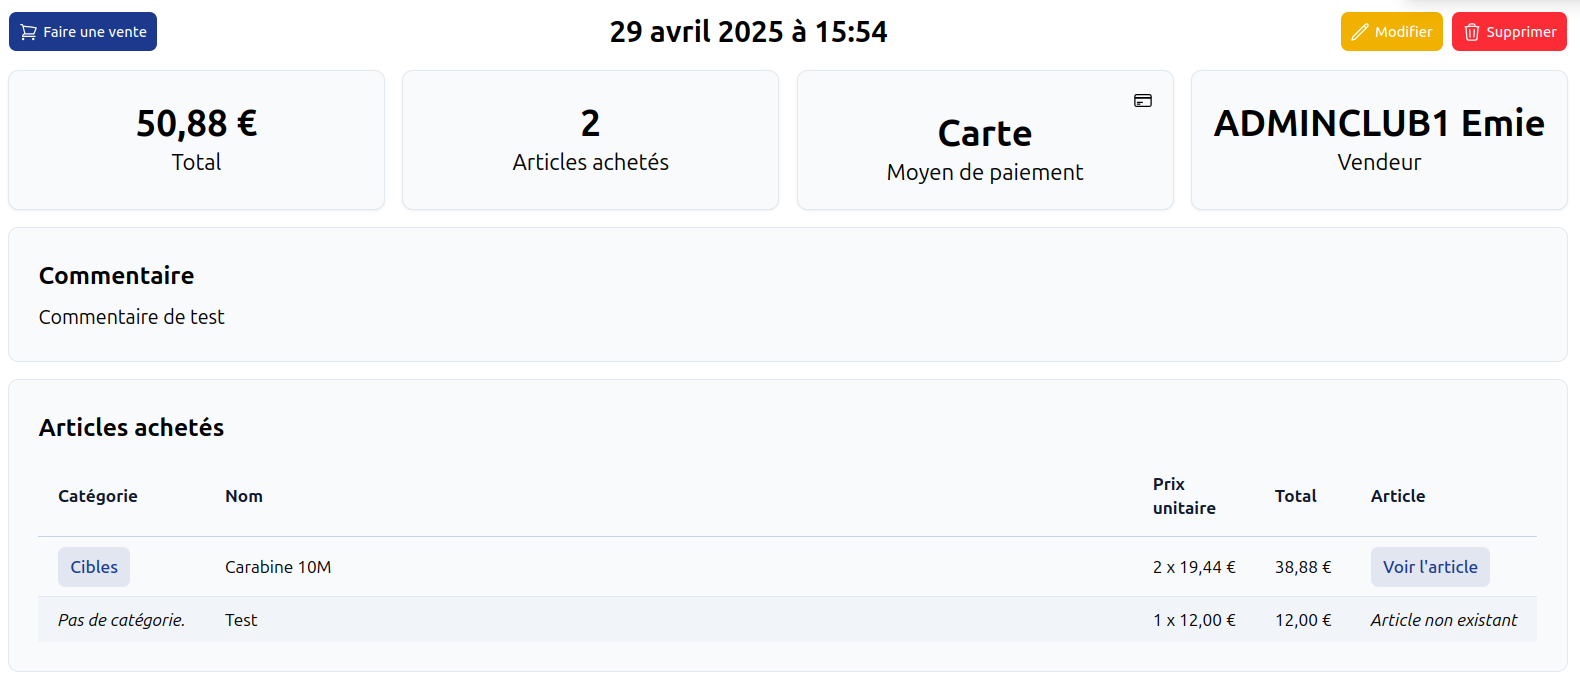 Faire une vente
29 avril 2025 à 15:54
Modifier
Supprimer
50,88 €
Total
2
Articles achetés
Carte
Moyen de paiement
ADMINCLUB1 Emie
Vendeur
Commentaire
Commentaire de test
Articles achetés
Catégorie Nom Prix unitaire Total Article
Cibles Carabine 10M 2 x 19,44 € 38,88 € Voir l'article
Pas de catégorie. Test 1 x 12,00 € 12,00 € Article non existant